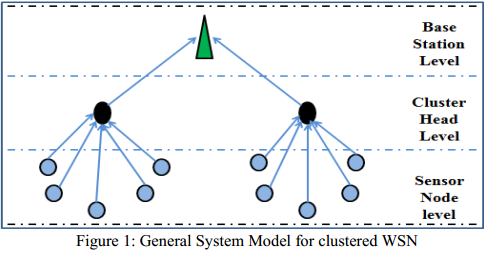 Base
Station
Level
Cluster
Head
Level
Sensor
Node
level
Figure 1: General System Model for clustered WSN